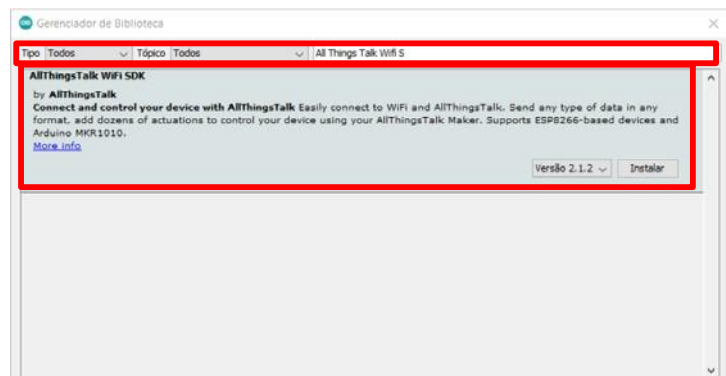 Gerenciador de Biblioteca
Tipo Todos Tópico Todos All Things Talk Wifi S
AllThingsTalk WiFi SDK
by AllThingsTalk
Connect and control your device with AllThingsTalk Easily connect to WiFi and AllThingsTalk. Send any type of data in any
format, add dozens of actuations to control your device using your AllThingsTalk Maker. Supports ESP8266-based devices and
Arduino MKR1010.
More info
Versão 2.1.2 Instalar